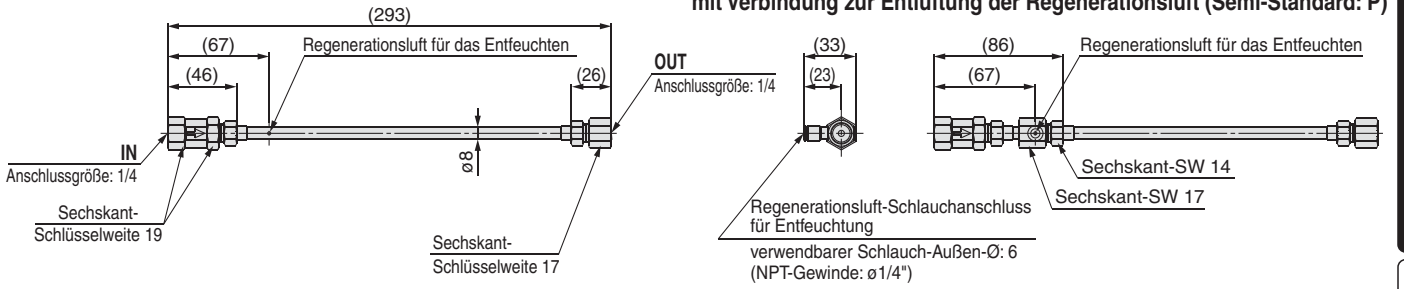 mit Verbindung zur Entlüftung der Regenerationsluft (Semi-Standard: P)
(293)
(67)
Regenerationsluft für das Entfeuchten
(46)
(26)
OUT
Anschlussgröße: 1/4
IN
Anschlussgröße: 1/4
ø8
Sechskant-
Schlüsselweite 19
Sechskant-
Schlüsselweite 17
(33)
(23)
Regenerationsluft-Schlauchanschluss
für Entfeuchtung
verwendbarer Schlauch-Außen-Ø: 6
(NPT-Gewinde: ø1/4")
(86)
Regenerationsluft für das Entfeuchten
(67)
Sechskant-SW 14
Sechskant-SW 17